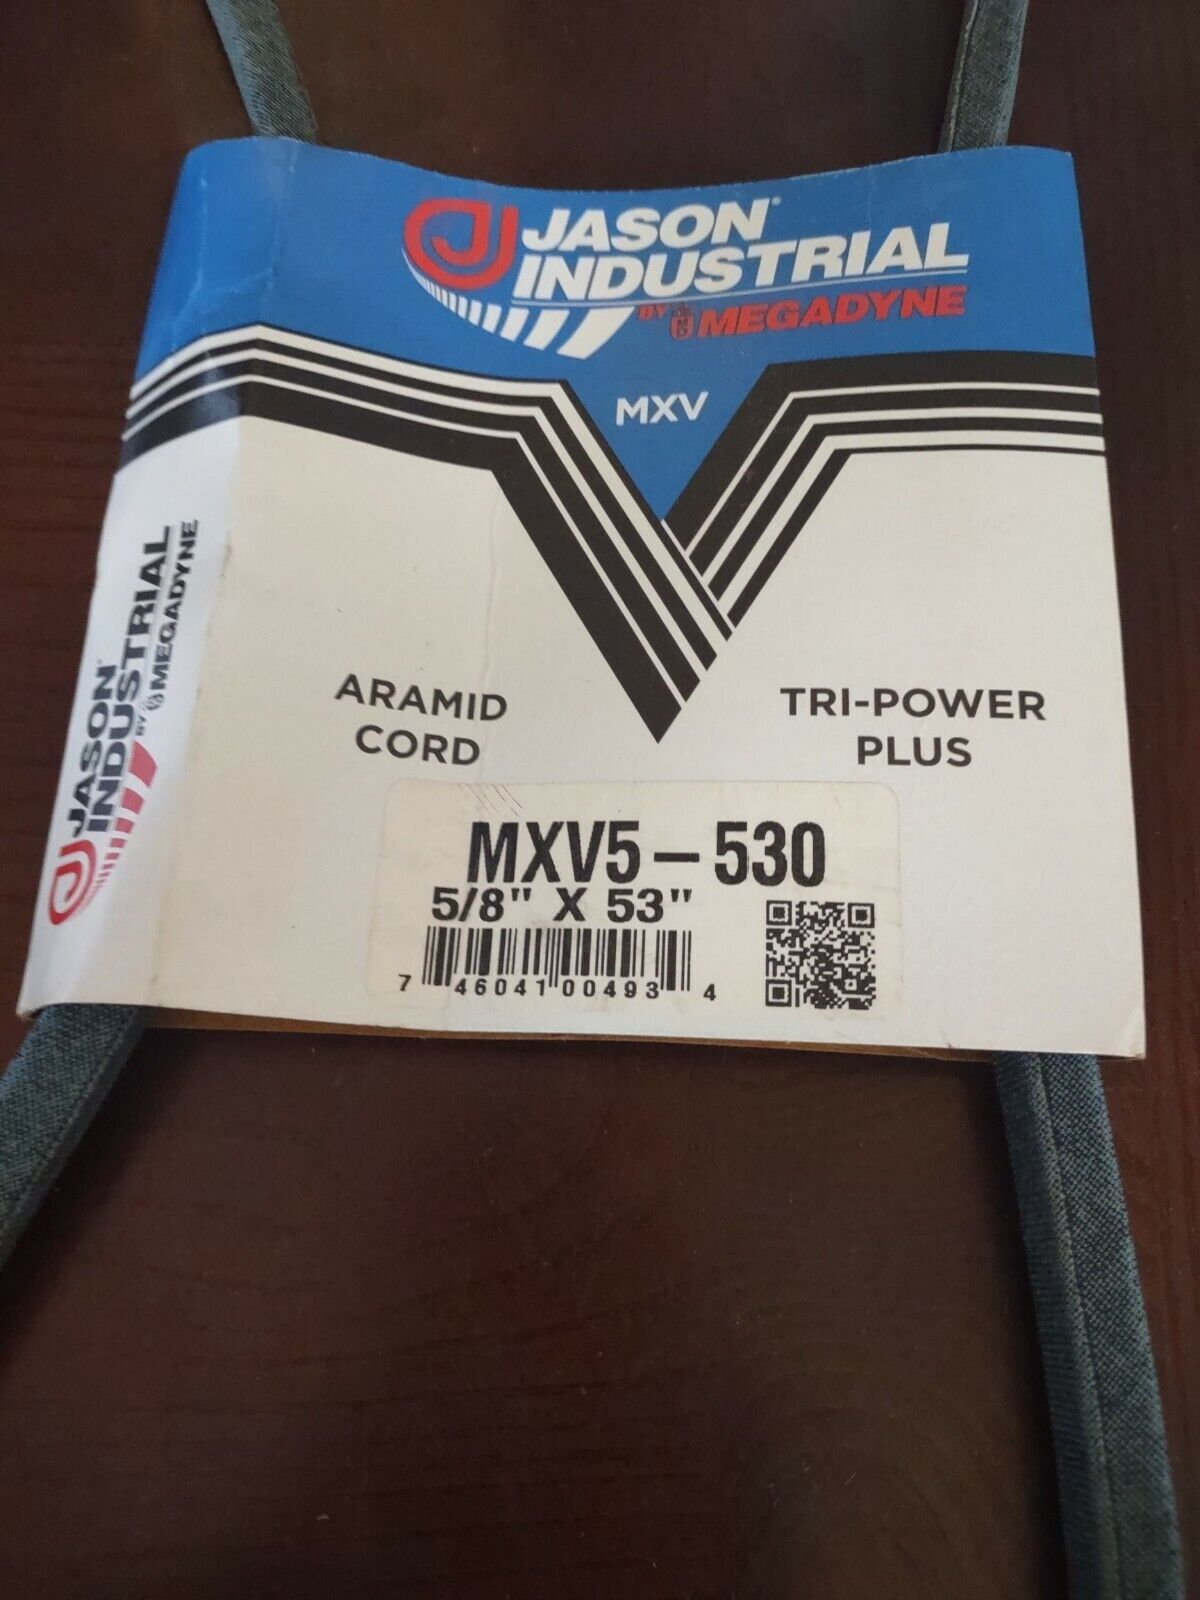 JASON®
INDUSTRIAL
BY MEGADYNE
MXV
ARAMID
CORD
TRI-POWER
PLUS
MXV5-530
5/8" X 53"
7 46041 00493 4
JASON®
INDUSTRIAL
BY MEGADYNE